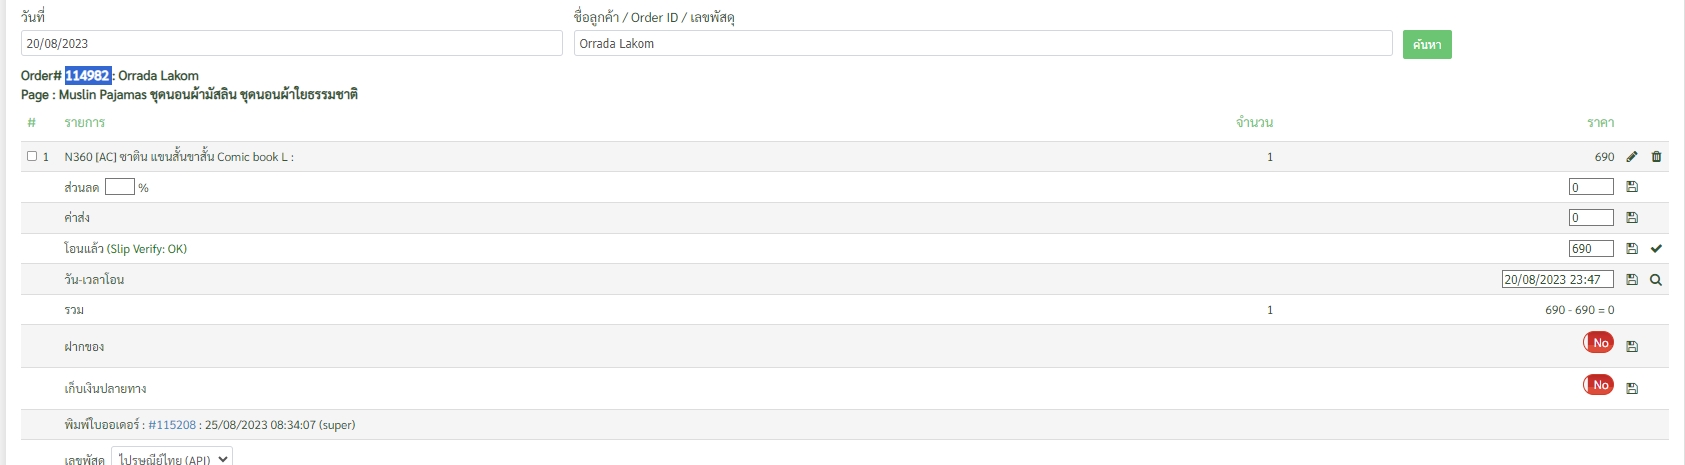 วันที่ ชื่อลูกค้า / Order ID / เลขพัสดุ
20/08/2023 Orrada Lakom ค้นหา
Order# 114982 : Orrada Lakom
Page : Muslin Pajamas ชุดนอนผ้ามัสลิน ชุดนอนผ้าใยธรรมชาติ
# รายการ จำนวน ราคา
1 N360 [AC] ซาติน แขนสั้นขาสั้น Comic book L : 1 690
ส่วนลด % 0
ค่าส่ง 0
โอนแล้ว (Slip Verify: OK) 690
วัน-เวลาโอน 20/08/2023 23:47
รวม 1 690 - 690 = 0
ฝากของ No
เก็บเงินปลายทาง No
พิมพ์ใบออเดอร์ : #115208 : 25/08/2023 08:34:07 (super)
เลขพัสดุ ไปรษณีย์ไทย (API)